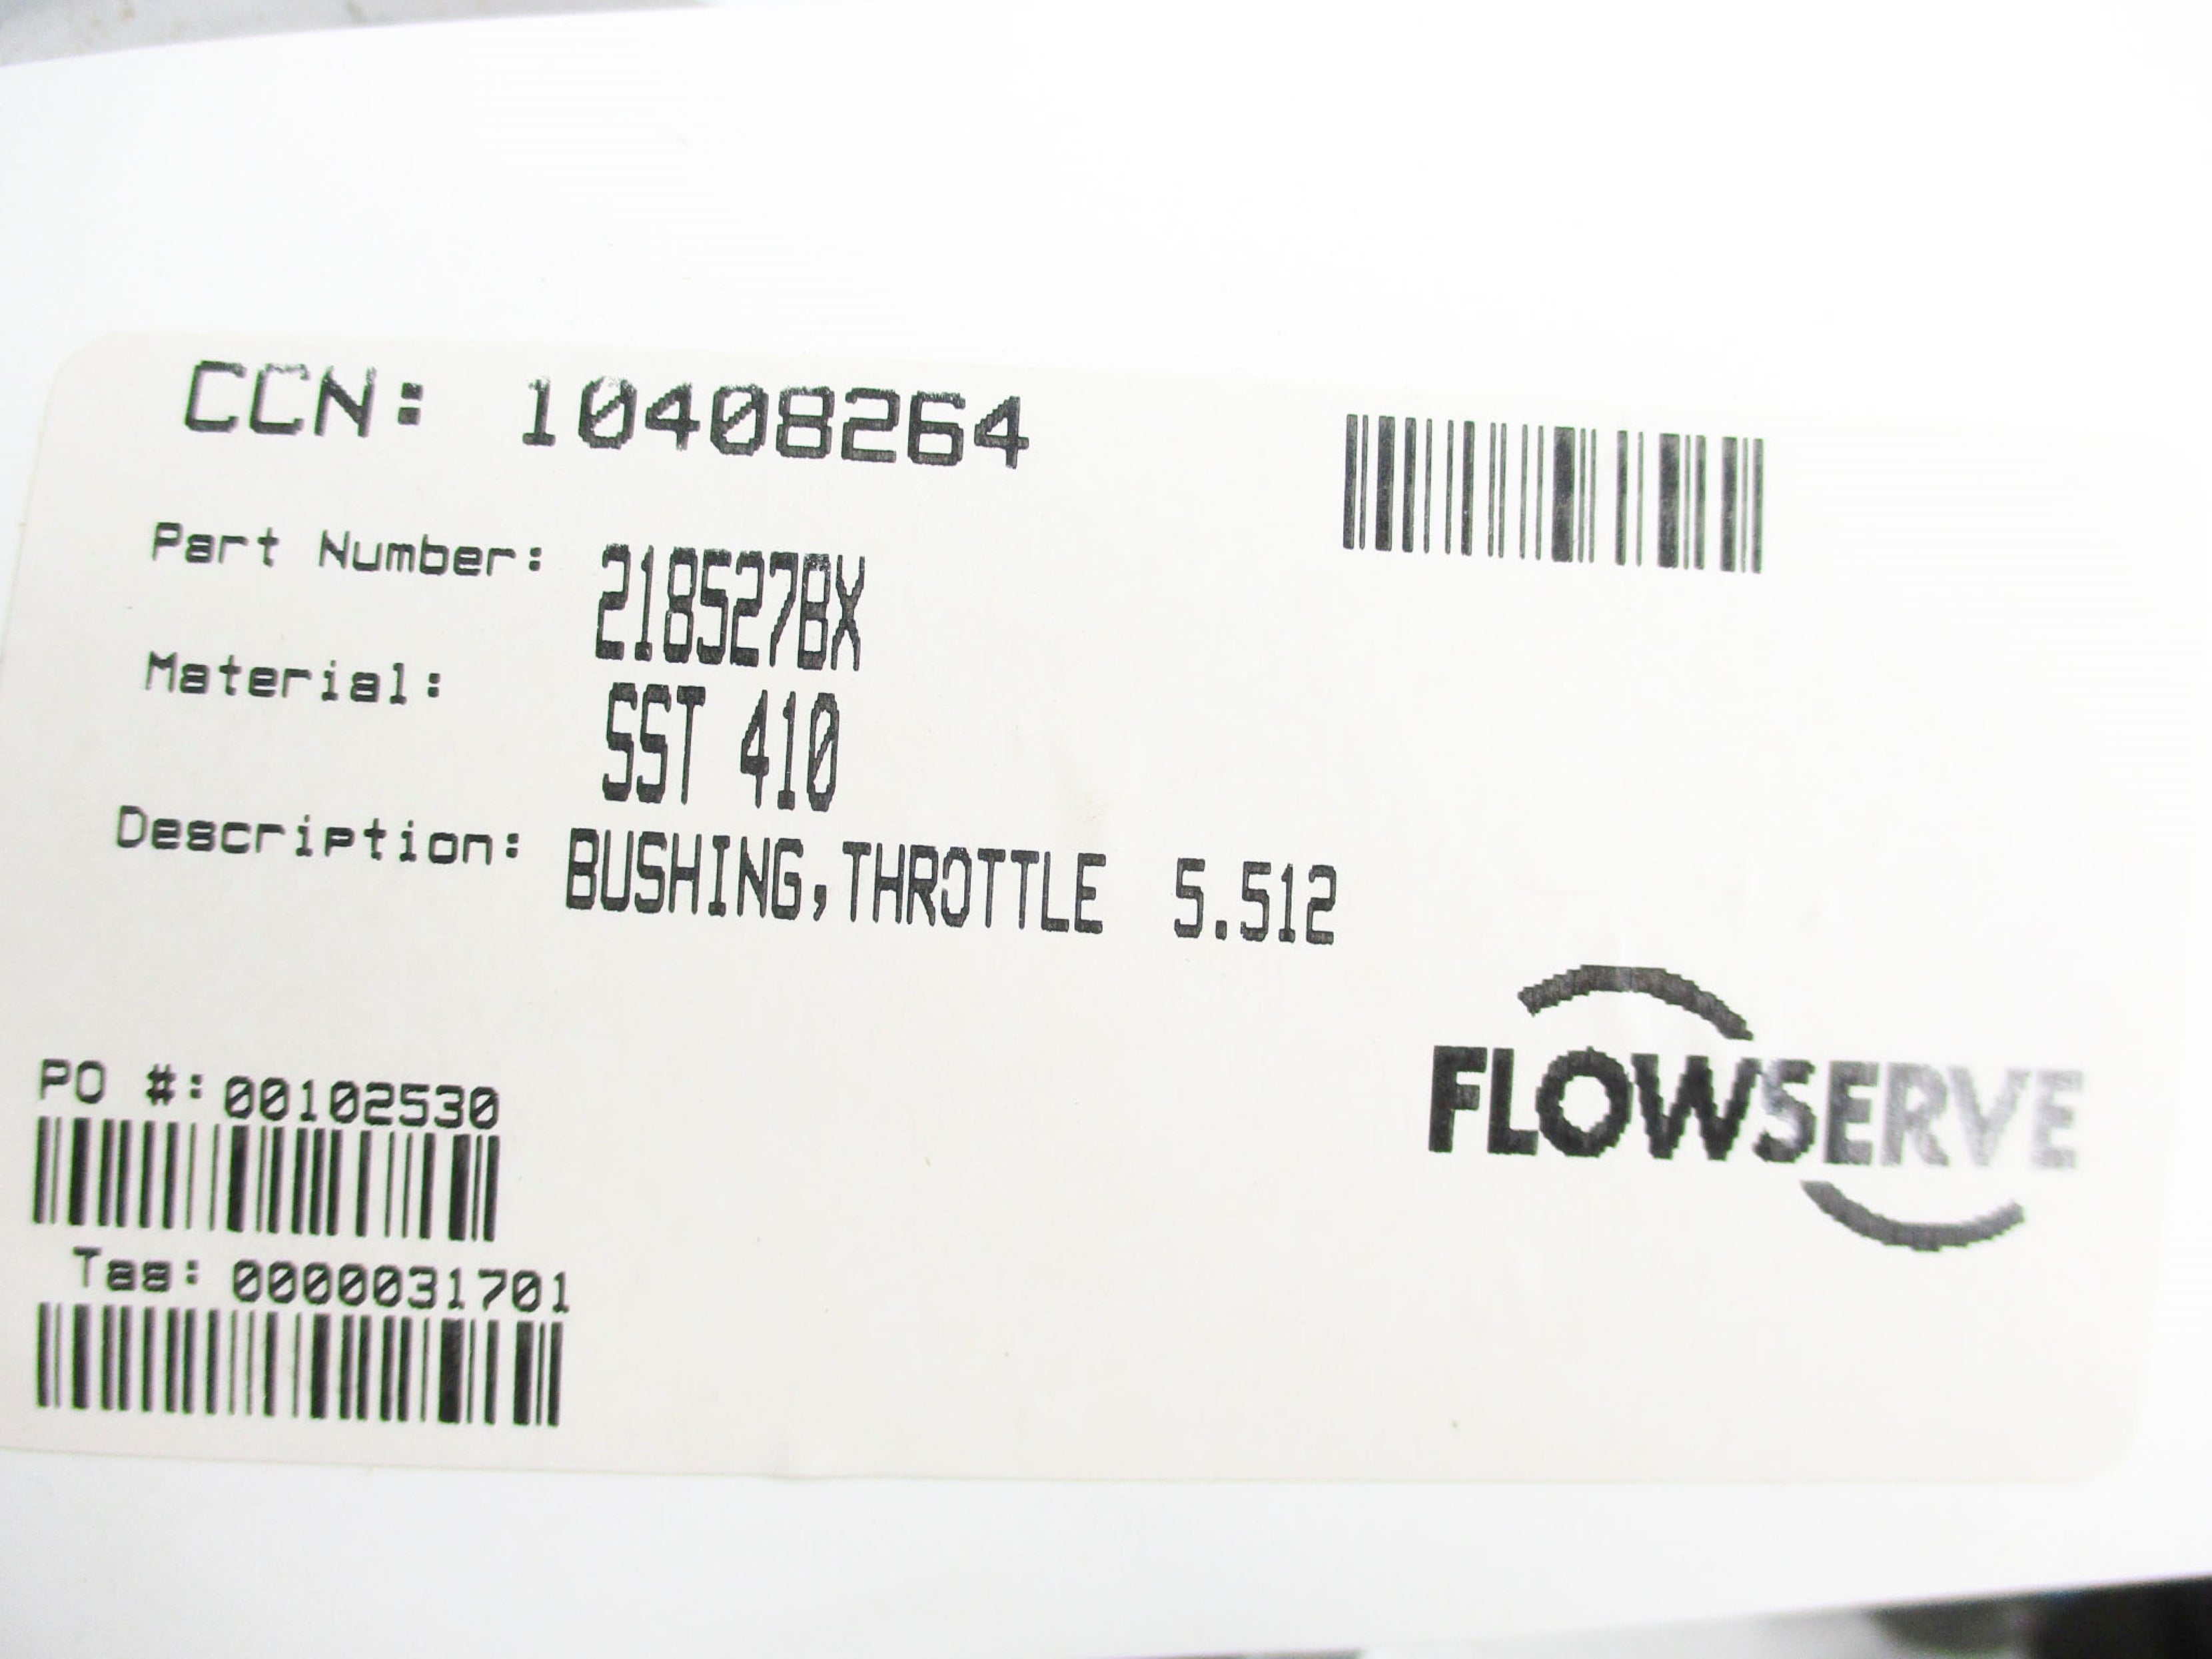 CCN: 10408264
Part Number: 218527BX
Material: SST 410
Description: BUSHING,THROTTLE 5.512
FLOWSERVE
PO #: 00102530
Tag: 0000031701